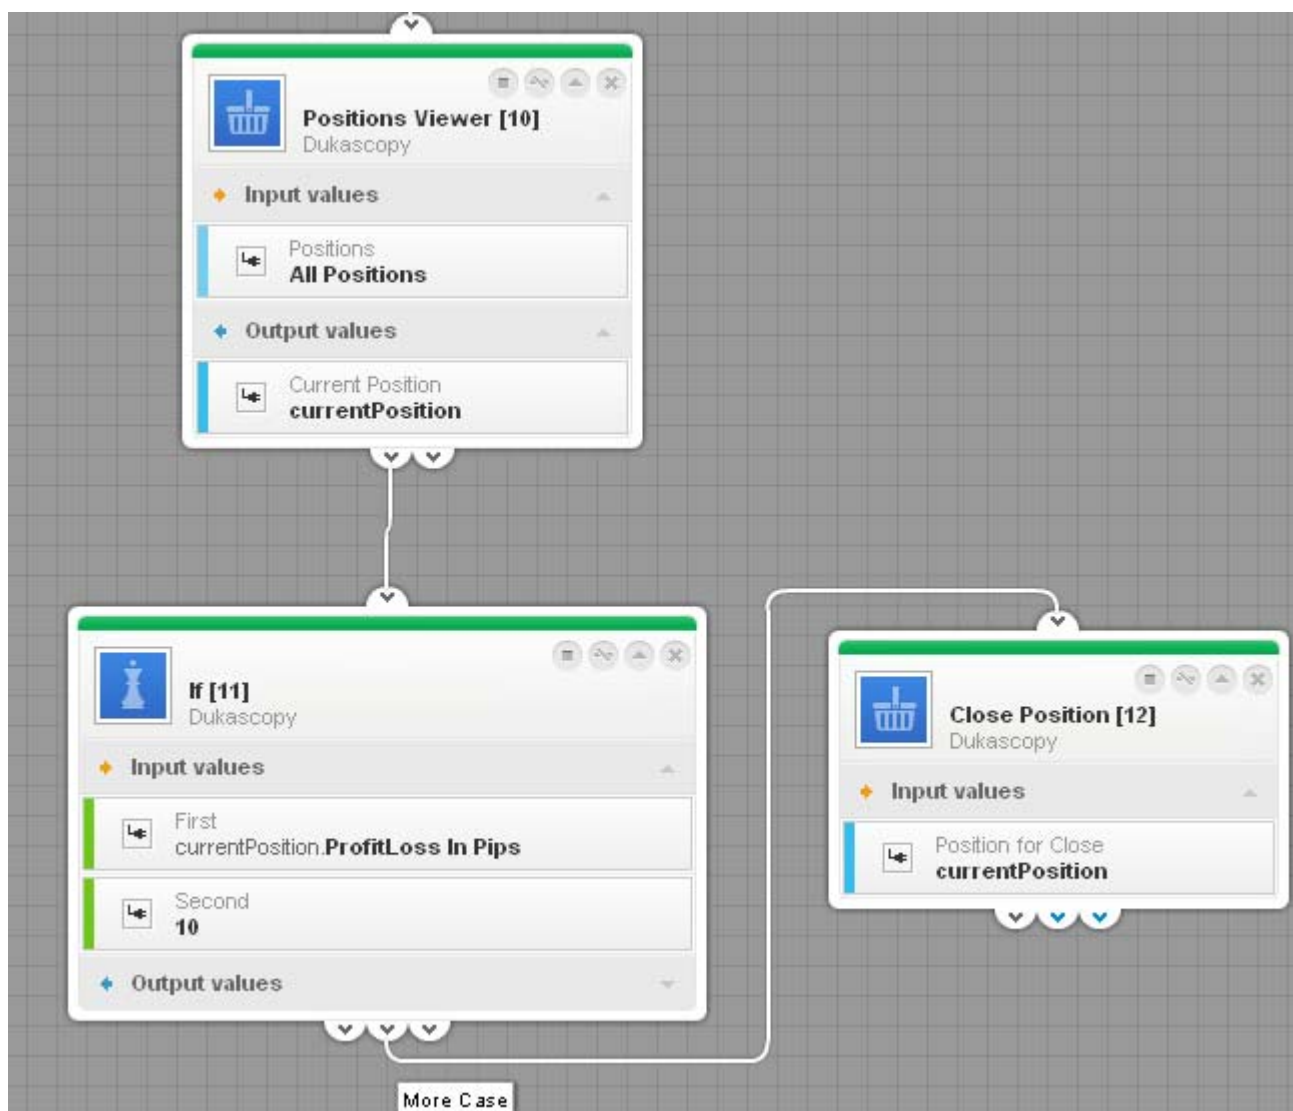 Positions Viewer [10]
Dukascopy
Input values
Positions
All Positions
Output values
Current Position
currentPosition
If [11]
Dukascopy
Input values
First
currentPosition.ProfitLoss In Pips
Second
10
Output values
More Case
Close Position [12]
Dukascopy
Input values
Position for Close
currentPosition